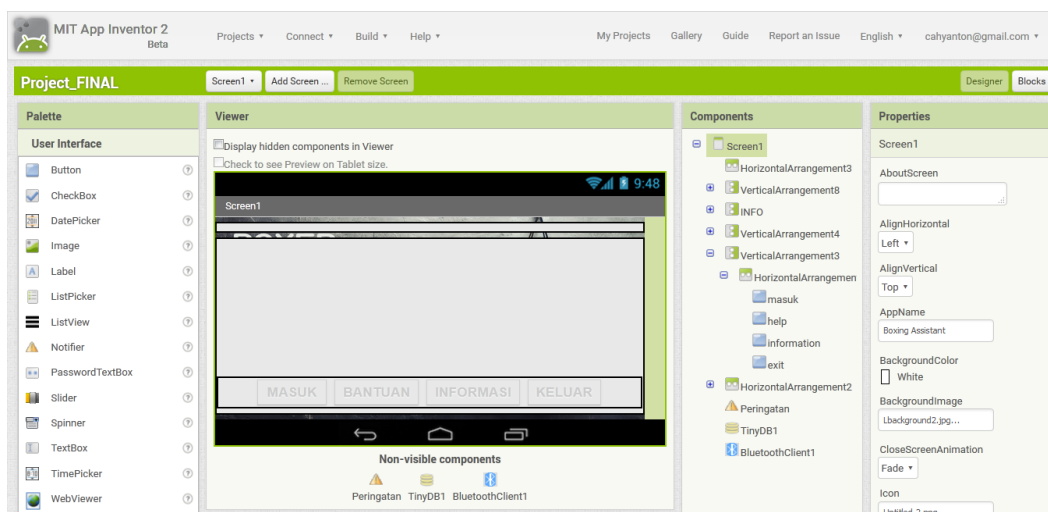 MIT App Inventor 2
Beta
Projects Connect Build Help My Projects Gallery Guide Report an Issue English cahyanton@gmail.com
Project_FINAL
Screen1 Add Screen ... Remove Screen Designer Blocks
Palette
User Interface
Button
CheckBox
DatePicker
Image
Label
ListPicker
ListView
Notifier
PasswordTextBox
Slider
Spinner
TextBox
TimePicker
WebViewer
Viewer
Display hidden components in Viewer
Check to see Preview on Tablet size.
9:48
Screen1
MASUK BANTUAN INFORMASI KELUAR
Non-visible components
Peringatan TinyDB1 BluetoothClient1
Components
Screen1
HorizontalArrangement3
VerticalArrangement8
INFO
VerticalArrangement4
VerticalArrangement3
HorizontalArrangemen
masuk
help
information
exit
HorizontalArrangement2
Peringatan
TinyDB1
BluetoothClient1
Properties
Screen1
AboutScreen
AlignHorizontal
Left
AlignVertical
Top
AppName
Boxing Assistant
BackgroundColor
White
BackgroundImage
Lbackground2.jpg...
CloseScreenAnimation
Fade
Icon